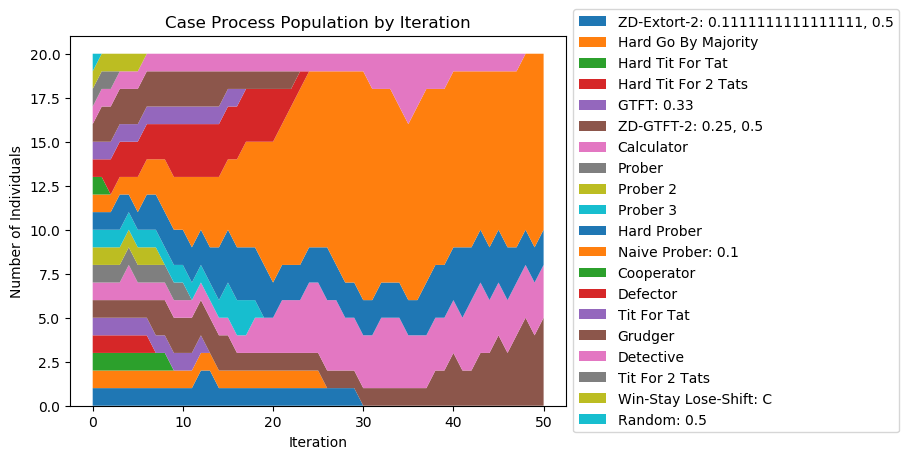 Case Process Population by Iteration
20.0
17.5
15.0
12.5
10.0
7.5
5.0
2.5
0.0
Number of Individuals
0 10 20 30 40 50
Iteration
ZD-Extort-2: 0.1111111111111111, 0.5
Hard Go By Majority
Hard Tit For Tat
Hard Tit For 2 Tats
GTFT: 0.33
ZD-GTFT-2: 0.25, 0.5
Calculator
Prober
Prober 2
Prober 3
Hard Prober
Naive Prober: 0.1
Cooperator
Defector
Tit For Tat
Grudger
Detective
Tit For 2 Tats
Win-Stay Lose-Shift: C
Random: 0.5